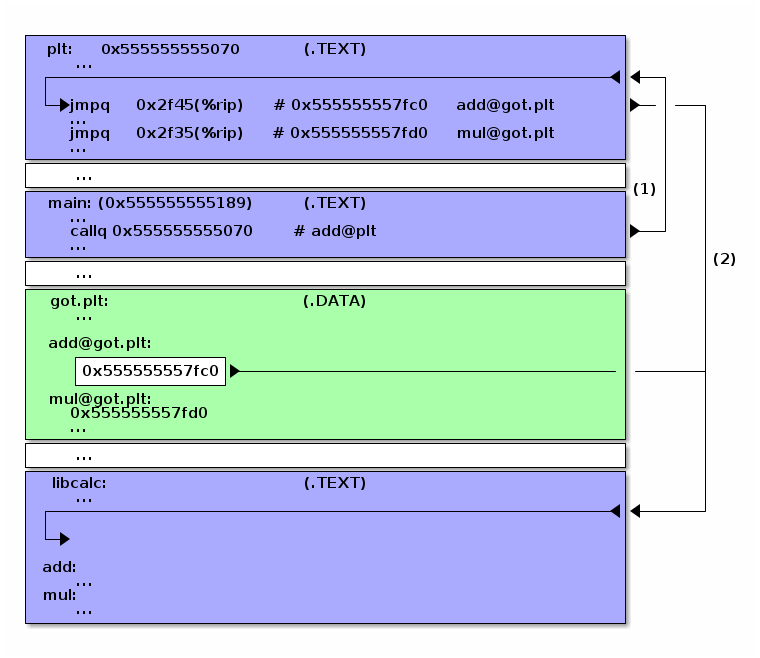 plt: 0x555555555070 (.TEXT)
...
jmpq 0x2f45(%rip) # 0x555555557fc0 add@got.plt
...
jmpq 0x2f35(%rip) # 0x555555557fd0 mul@got.plt
...
...
main: (0x555555555189) (.TEXT)
...
callq 0x555555555070 # add@plt
...
(1)
...
(2)
got.plt: (.DATA)
...
add@got.plt:
0x555555557fc0
mul@got.plt:
0x555555557fd0
...
...
libcalc: (.TEXT)
...
add:
...
mul:
...